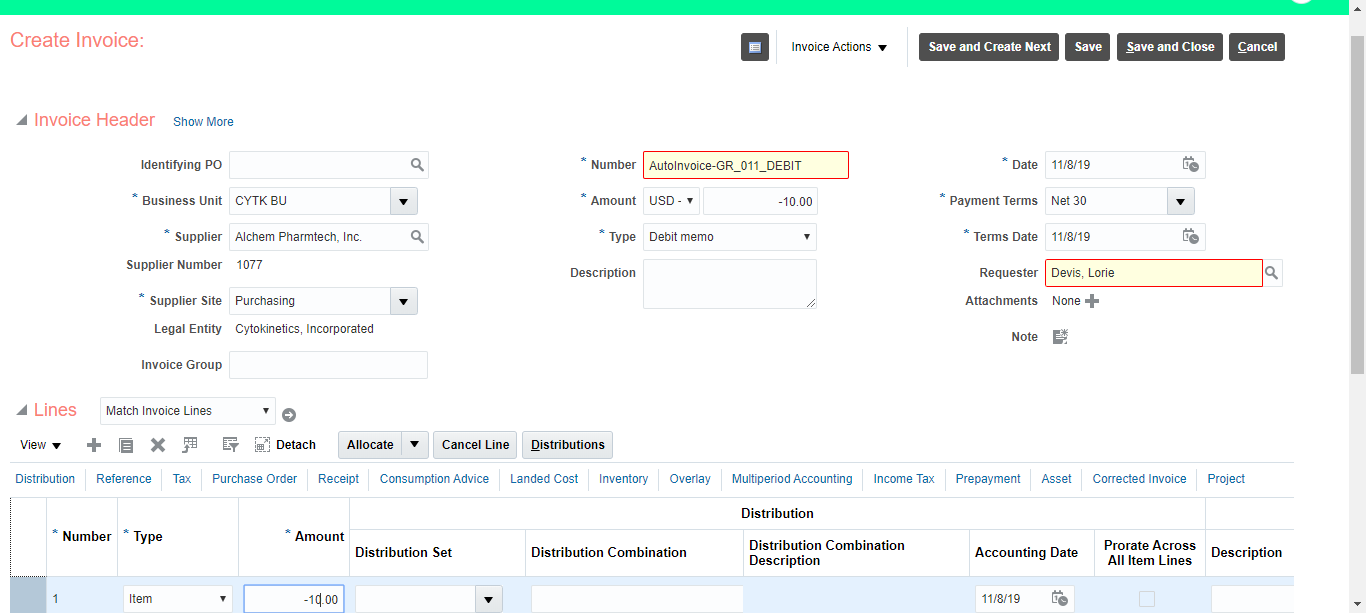 Create Invoice:
Invoice Actions Save and Create Next Save Save and Close Cancel
Invoice Header Show More
Identifying PO
* Business Unit CYTK BU
* Supplier Alchem Pharmtech, Inc.
Supplier Number 1077
* Supplier Site Purchasing
Legal Entity Cytokinetics, Incorporated
Invoice Group
* Number AutoInvoice-GR_011_DEBIT
* Amount USD - -10.00
* Type Debit memo
Description
* Date 11/8/19
* Payment Terms Net 30
* Terms Date 11/8/19
Requester Devis, Lorie
Attachments None
Note
Lines Match Invoice Lines
View Detach Allocate Cancel Line Distributions
Distribution Reference Tax Purchase Order Receipt Consumption Advice Landed Cost Inventory Overlay Multiperiod Accounting Income Tax Prepayment Asset Corrected Invoice Project
Distribution
* Number * Type * Amount Distribution Set Distribution Combination Distribution Combination Description Accounting Date Prorate Across All Item Lines Description
1 Item -10.00 11/8/19